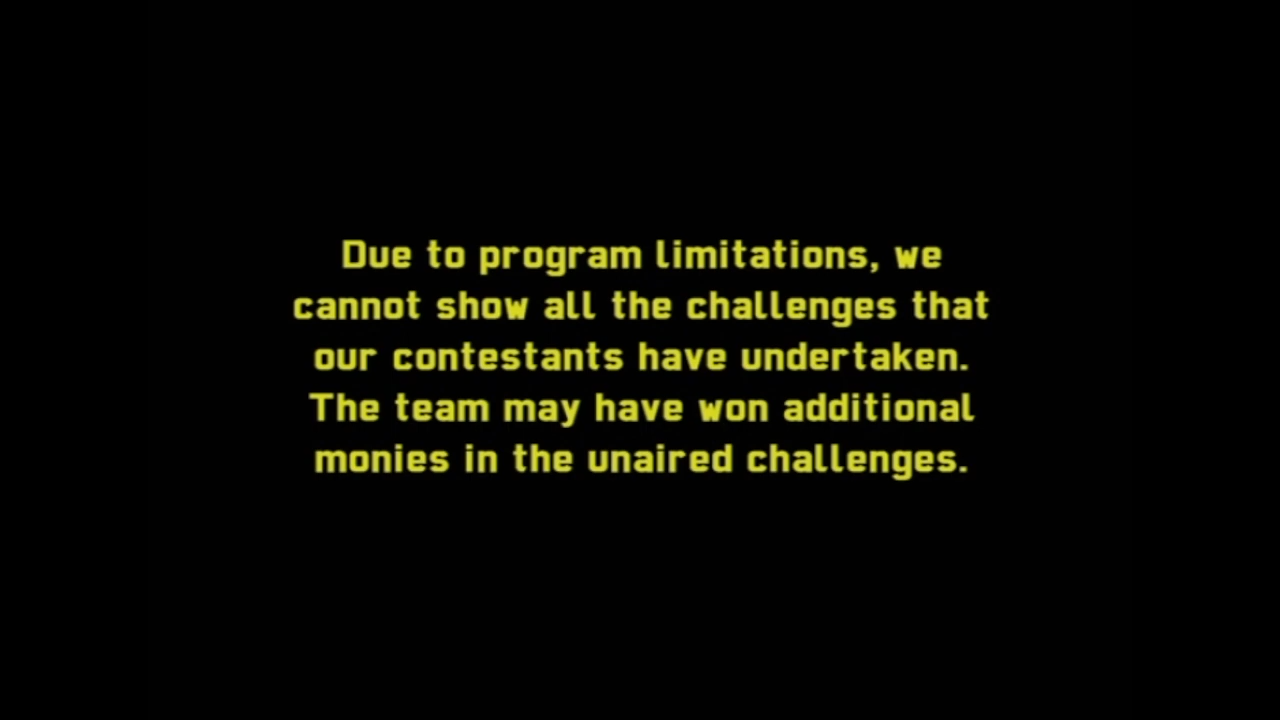 Due to program limitations, we
cannot show all the challenges that
our contestants have undertaken.
The team may have won additional
monies in the unaired challenges.